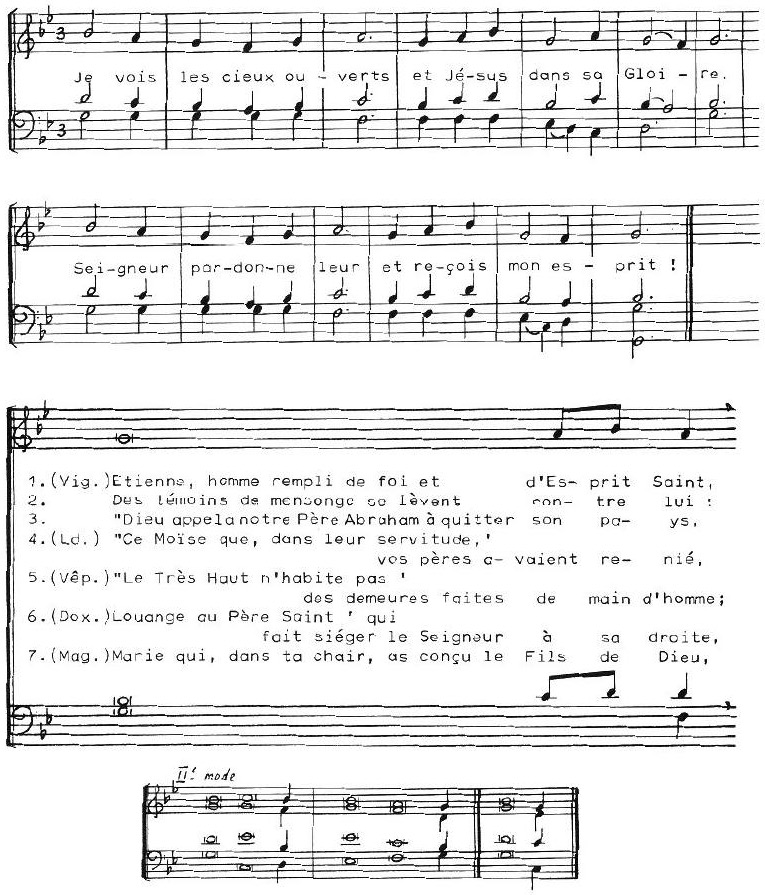 3
Je vois les cieux ou - verts et Jé-sus dans sa Gloi - re.
3
Sei-gneur par-don-ne leur et re-çois mon es - prit !
1.(Vig.)Etienne, homme rempli de foi et d'Es- prit Saint,
2. Des témoins de mensonge se lèvent con- tre lui :
3. "Dieu appela notre Père Abraham à quitter son pa- ys,
4.(Ld.) "Ce Moïse que, dans leur servitude,'
vos pères a- vaient re- nié,
5.(Vêp.)"Le Très Haut n'habite pas '
des demeures faites de main d'homme;
6.(Dox.)Louange au Père Saint ' qui
fait siéger le Seigneur à sa droite,
7.(Mag.)Marie qui, dans ta chair, as conçu le Fils de Dieu,
IIe mode